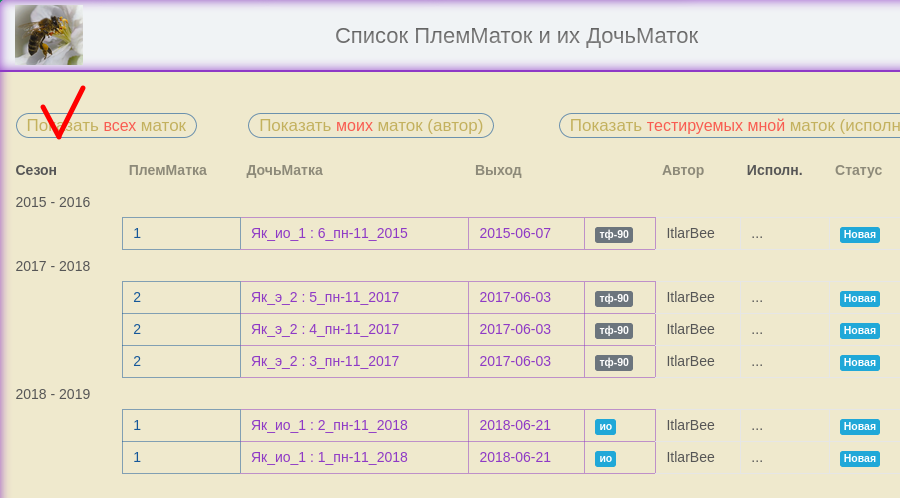 Список ПлемМаток и их ДочьМаток
Показать всех маток Показать моих маток (автор) Показать тестируемых мной маток (исполн
Сезон ПлемМатка ДочьМатка Выход Автор Исполн. Статус
2015 - 2016
1 Як_ио_1 : 6_пн-11_2015 2015-06-07 тф-90 ItlarBee ... Новая
2017 - 2018
2 Як_э_2 : 5_пн-11_2017 2017-06-03 тф-90 ItlarBee ... Новая
2 Як_э_2 : 4_пн-11_2017 2017-06-03 тф-90 ItlarBee ... Новая
2 Як_э_2 : 3_пн-11_2017 2017-06-03 тф-90 ItlarBee ... Новая
2018 - 2019
1 Як_ио_1 : 2_пн-11_2018 2018-06-21 ио ItlarBee ... Новая
1 Як_ио_1 : 1_пн-11_2018 2018-06-21 ио ItlarBee ... Новая